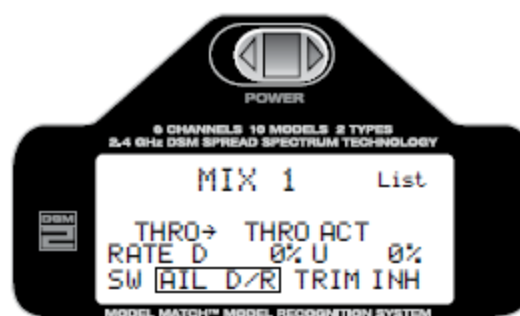 POWER
6 CHANNELS 10 MODELS 2 TYPES
2.4 GHz DSM SPREAD SPECTRUM TECHNOLOGY
MIX 1 List
THRO→ THRO ACT
RATE D 0% U 0%
SW AIL D/R TRIM INH
DSM
2
MODEL MATCH™ MODEL RECOGNITION SYSTEM